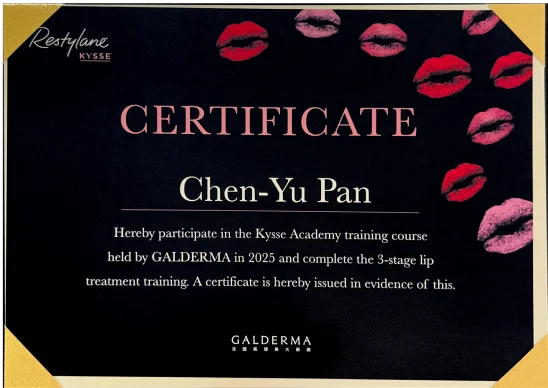 Restylane
KYSSE
CERTIFICATE
Chen-Yu Pan
Hereby participate in the Kysse Academy training course
held by GALDERMA in 2025 and complete the 3-stage lip
treatment training. A certificate is hereby issued in evidence of this.
GALDERMA